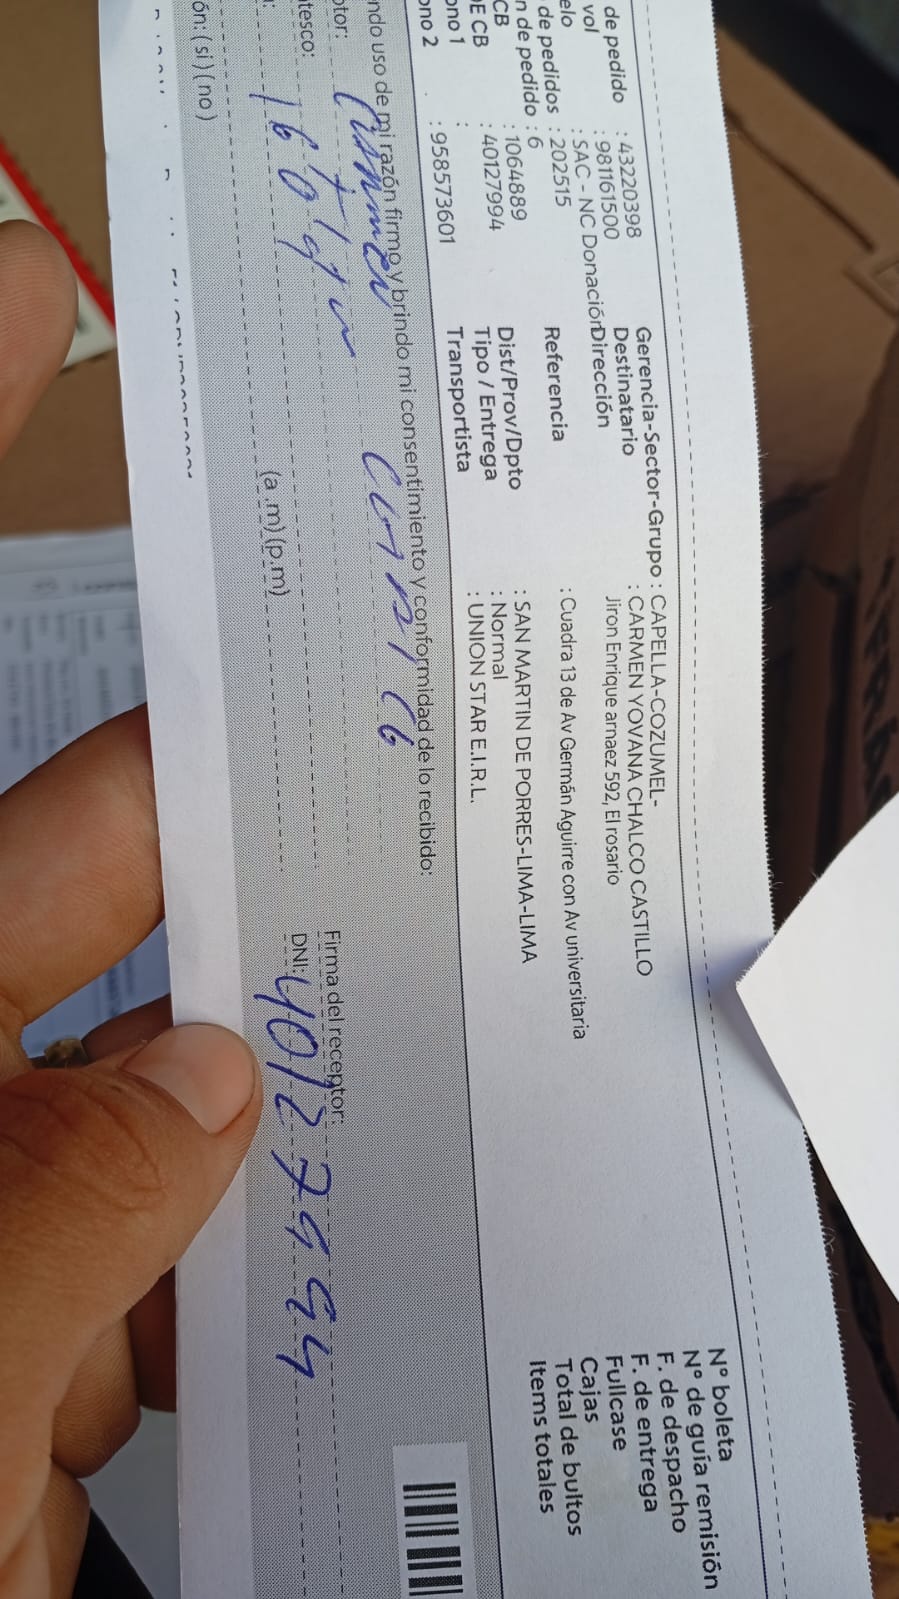 de pedido : 43220398
vol : 981161500
elo : SAC - NC Donación
de pedidos : 202515
n de pedido : 6
CB : 1064889
DE CB : 40127994
ono 1 :
ono 2 : 958573601
Gerencia-Sector-Grupo : CAPELLA-COZUMEL-
Destinatario : CARMEN YOVANA CHALCO CASTILLO
Dirección Jiron Enrique arnaez 592, El rosario
Referencia : Cuadra 13 de Av Germán Aguirre con Av universitaria
Dist/Prov/Dpto : SAN MARTIN DE PORRES-LIMA-LIMA
Tipo / Entrega : Normal
Transportista : UNION STAR E.I.R.L.
Nº boleta
Nº de guía remisión
F. de despacho
F. de entrega
Fullcase
Cajas
Total de bultos
Items totales
ndo uso de mi razón firmo y brindo mi consentimiento y conformidad de lo recibido:
ptor: Carmen
Firma del receptor:
tesco:
DNI: 40127994
(a .m) (p.m)
ón: ( si ) ( no )